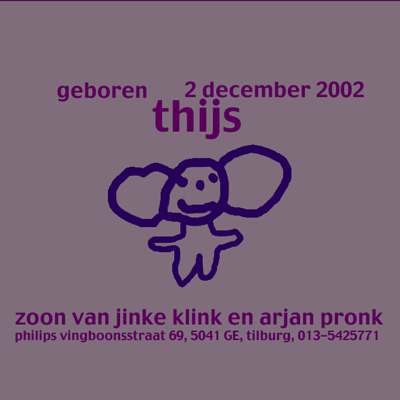 geboren 2 december 2002
thijs
zoon van jinke klink en arjan pronk
philips vingboonsstraat 69, 5041 GE, tilburg, 013-5425771